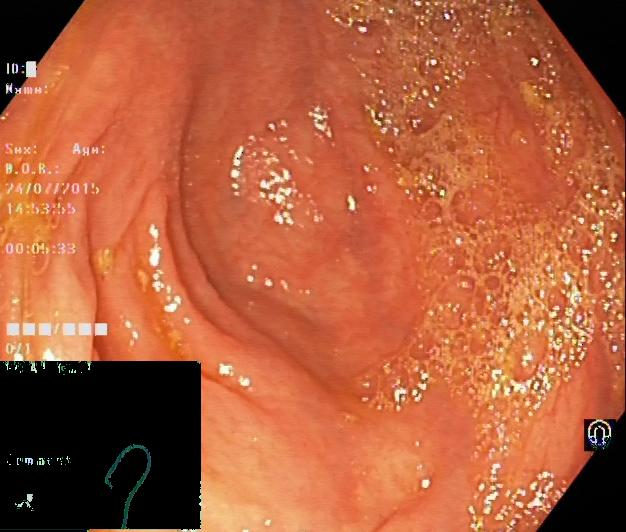 ID:
Name:
Sex: Age:
D.O.B.:
24/07/2015
14:53:55
00:05:33
0/1
Comment